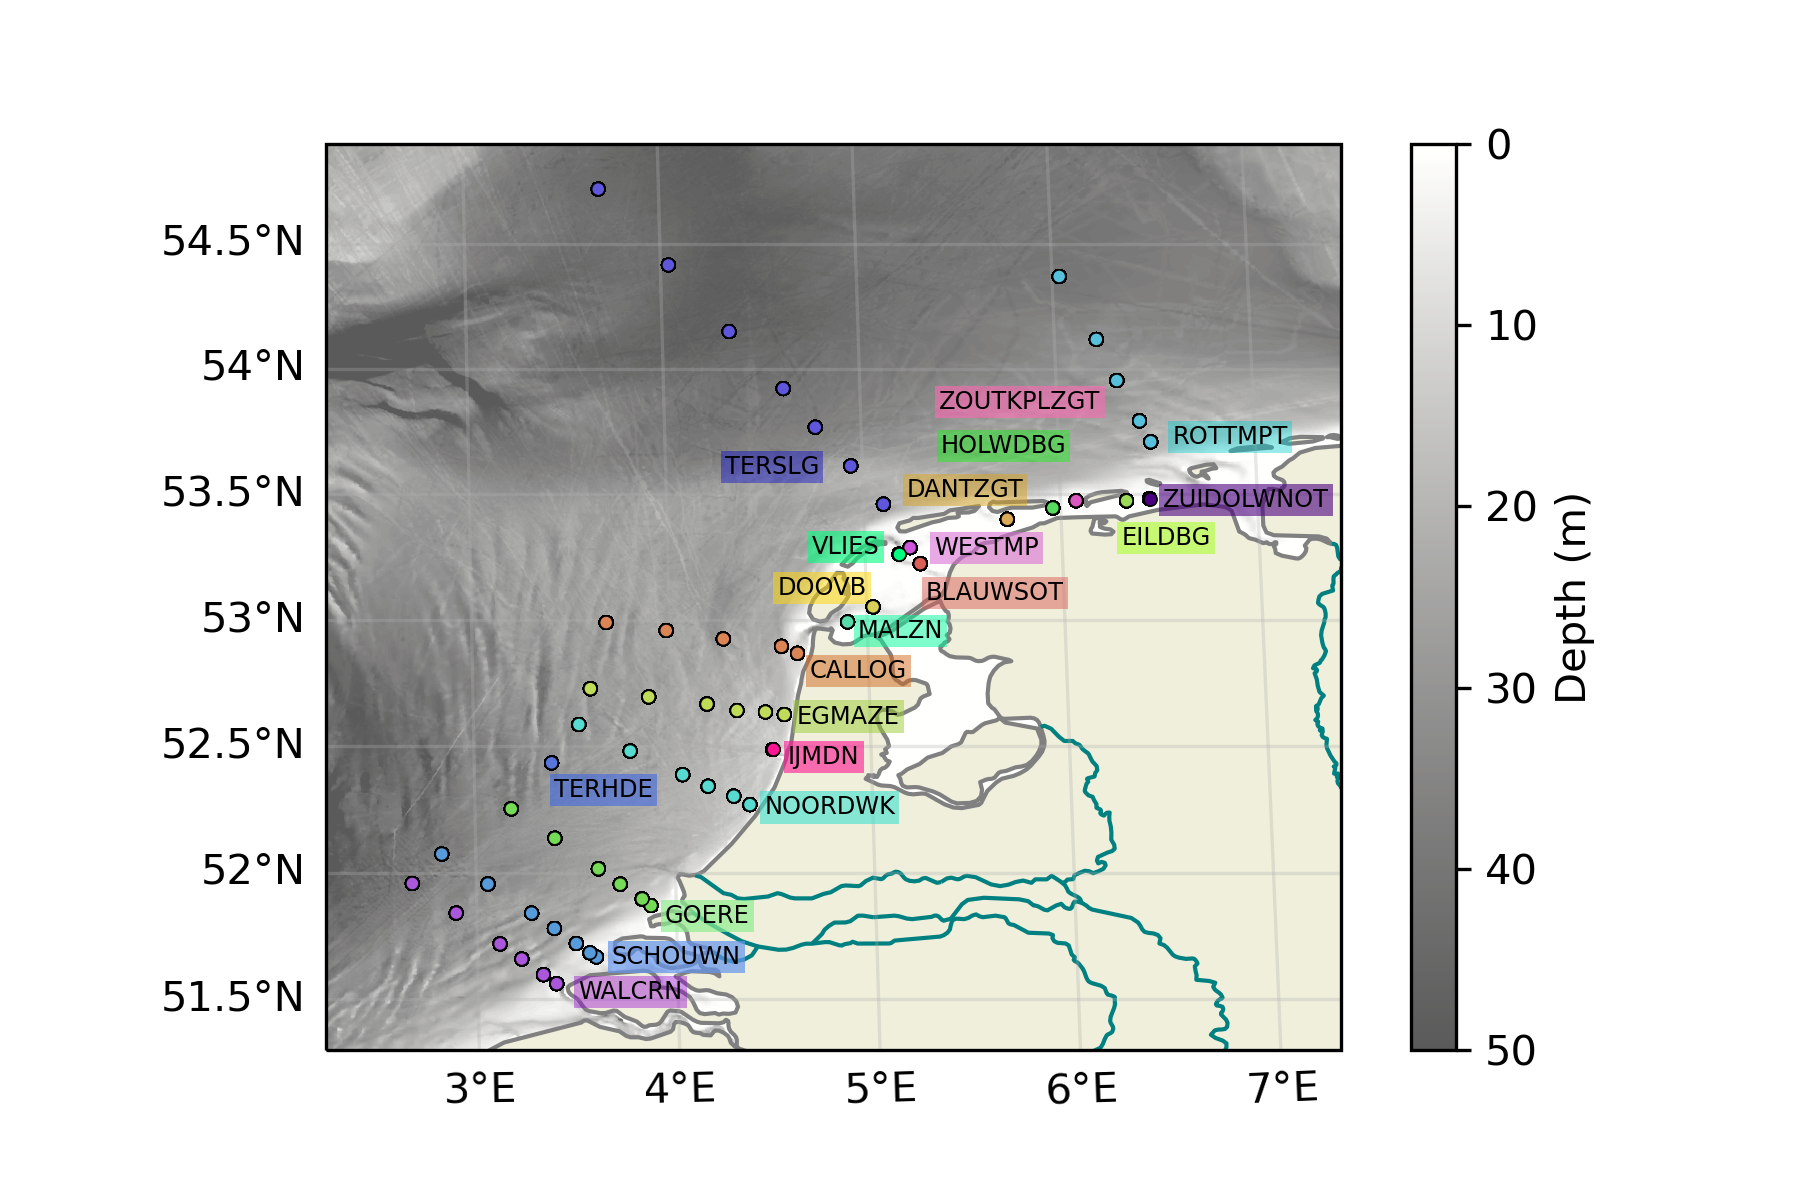 0
10
20
30
40
50
Depth (m)
54.5°N
54°N
53.5°N
53°N
52.5°N
52°N
51.5°N
3°E
4°E
5°E
6°E
7°E
ZOUTKPLZGT
ROTTMPT
HOLWDBG
TERSLG
DANTZGT
ZUIDOLWNOT
EILDBG
VLIES
WESTMP
DOOVB
BLAUWSOT
MALZN
CALLOG
EGMAZE
IJMDN
TERHDE
NOORDWK
GOERE
SCHOUWN
WALCRN